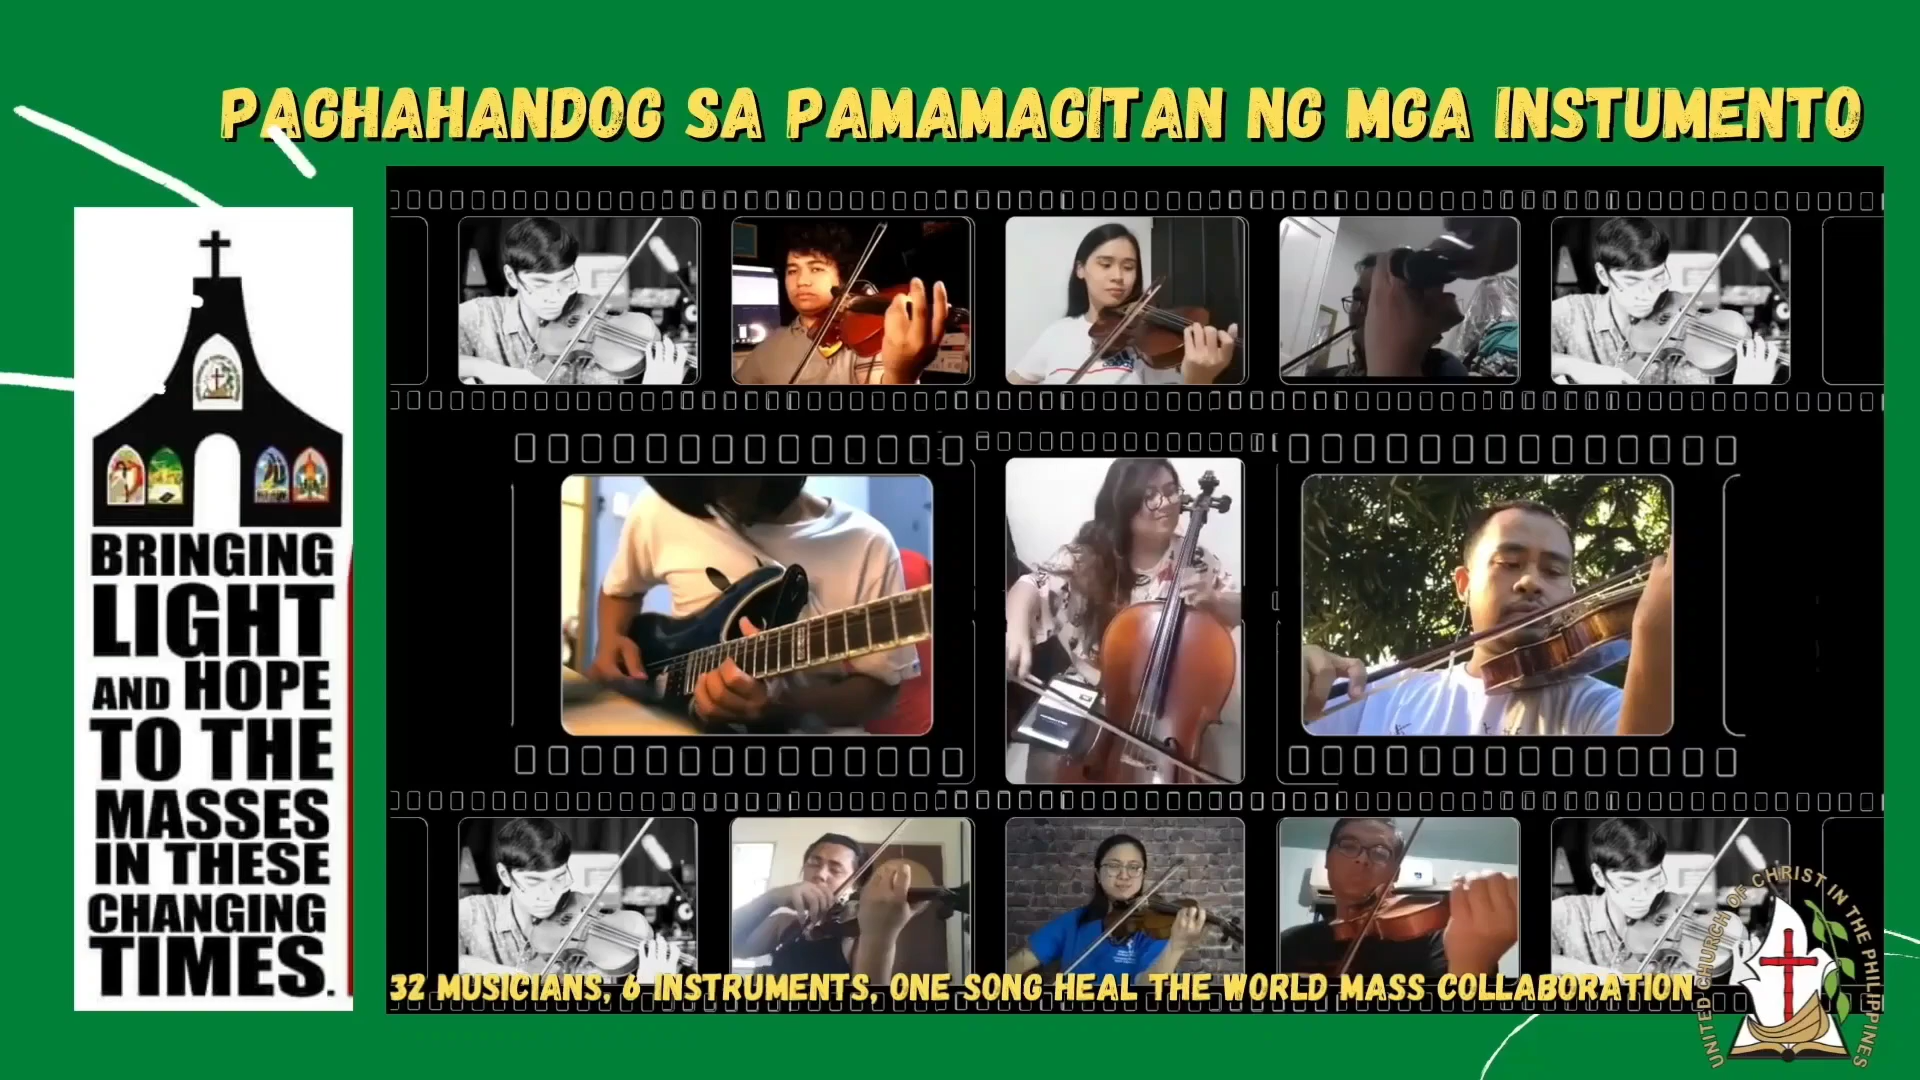 PAGHAHANDOG SA PAMAMAGITAN NG MGA INSTUMENTO
BRINGING
LIGHT
AND HOPE
TO THE
MASSES
IN THESE
CHANGING
TIMES.
32 MUSICIANS, 6 INSTRUMENTS, ONE SONG HEAL THE WORLD MASS COLLABORATION
UNITED CHURCH OF CHRIST IN THE PHILIPPINES